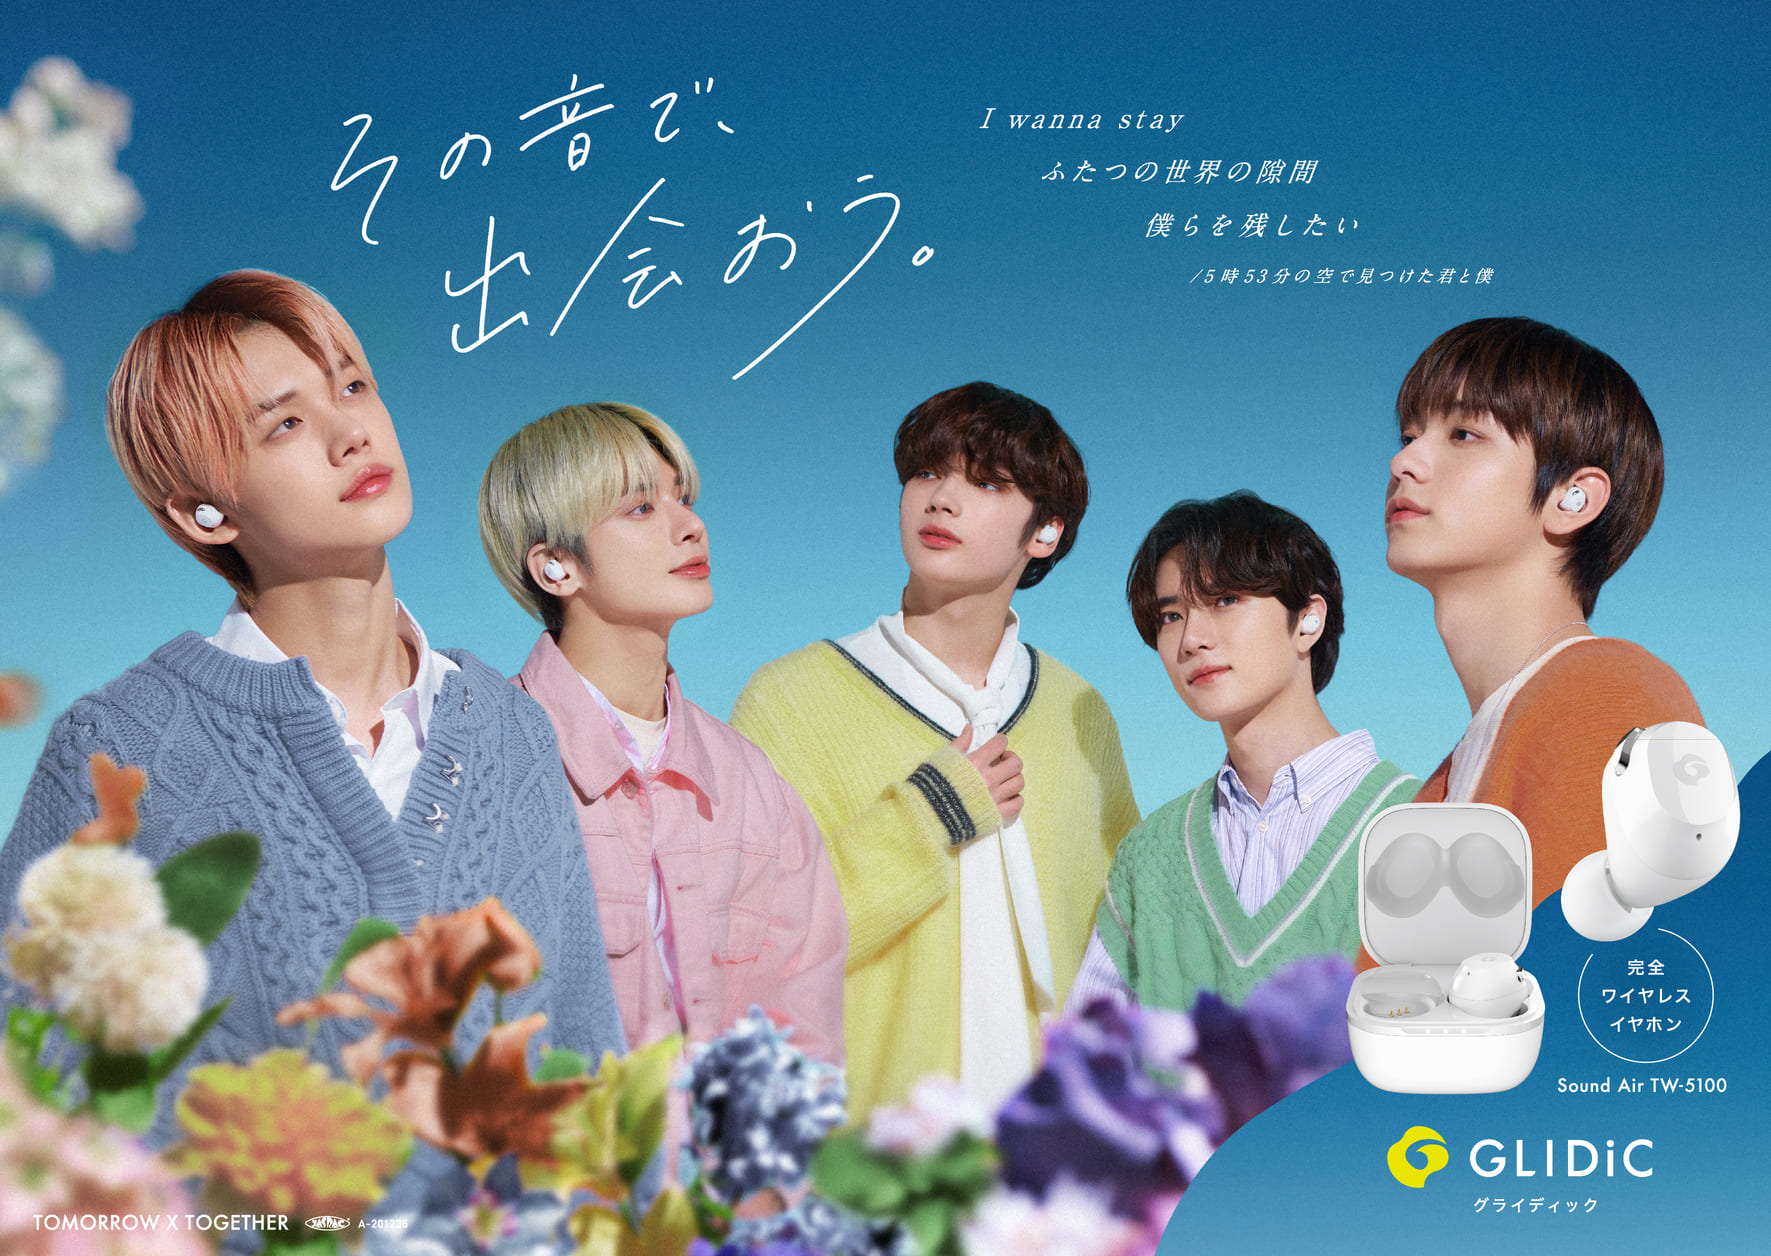 その音で、
出会おう。
I wanna stay
ふたつの世界の隙間
僕らを残したい
/5時53分の空で見つけた君と僕
完全
ワイヤレス
イヤホン
Sound Air TW-5100
GLIDiC
グライディック
TOMORROW X TOGETHER JASRAC A-201235